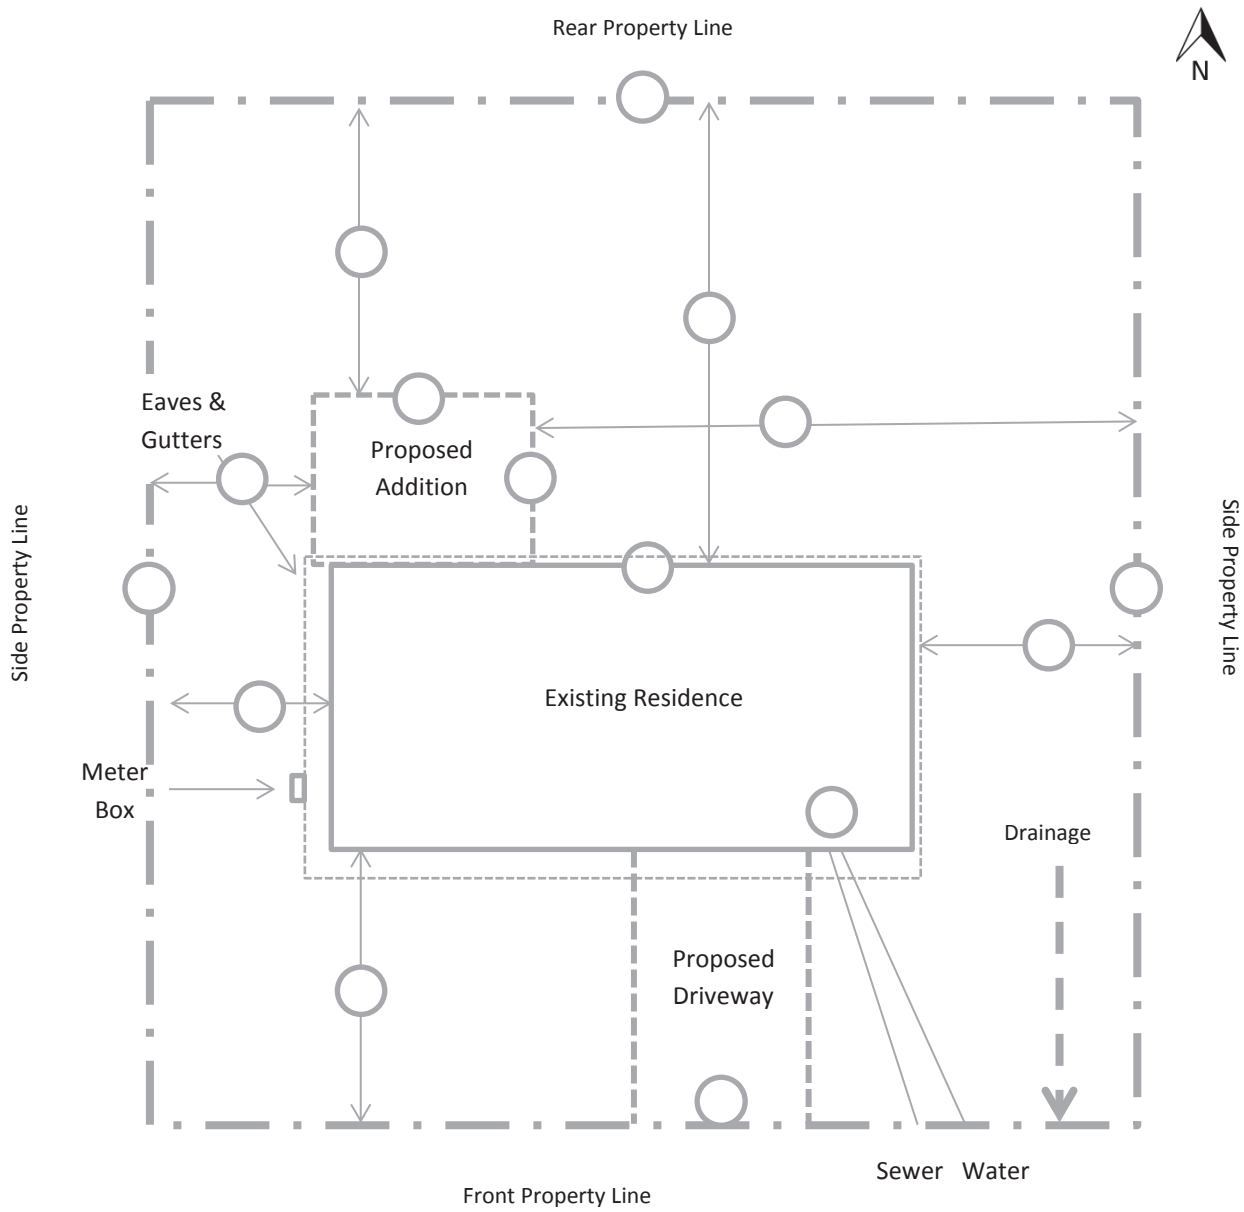 Rear Property Line
N
Eaves &
Gutters
Proposed
Addition
Side Property Line
Side Property Line
Existing Residence
Meter
Box
Drainage
Proposed
Driveway
Sewer Water
Front Property Line